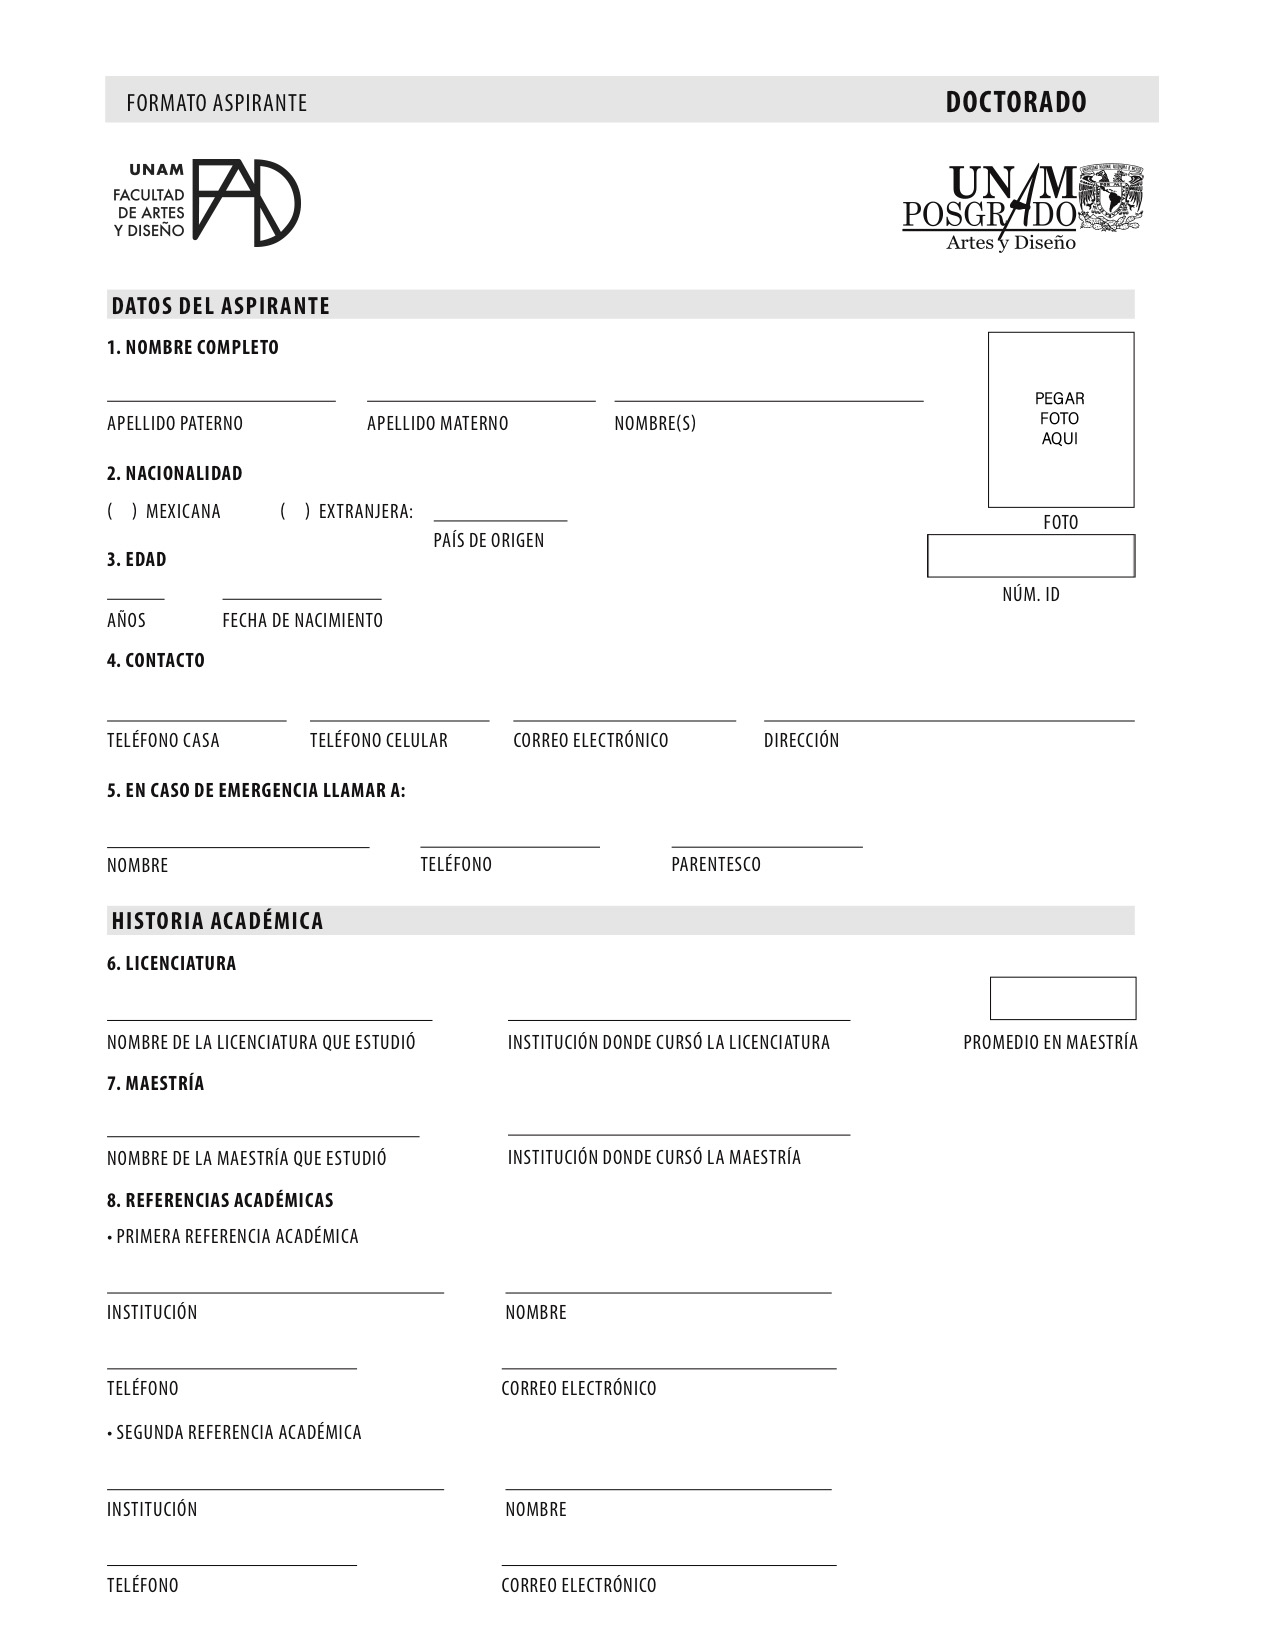 FORMATO ASPIRANTE
DOCTORADO
UNAM
FACULTAD
DE ARTES
Y DISEÑO
FAD
UNAM
POSGRADO
Artes y Diseño
DATOS DEL ASPIRANTE
1. NOMBRE COMPLETO
APELLIDO PATERNO APELLIDO MATERNO NOMBRE(S)
PEGAR
FOTO
AQUI
FOTO
NÚM. ID
2. NACIONALIDAD
( ) MEXICANA ( ) EXTRANJERA:
PAÍS DE ORIGEN
3. EDAD
AÑOS FECHA DE NACIMIENTO
4. CONTACTO
TELÉFONO CASA TELÉFONO CELULAR CORREO ELECTRÓNICO DIRECCIÓN
5. EN CASO DE EMERGENCIA LLAMAR A:
NOMBRE TELÉFONO PARENTESCO
HISTORIA ACADÉMICA
6. LICENCIATURA
NOMBRE DE LA LICENCIATURA QUE ESTUDIÓ INSTITUCIÓN DONDE CURSÓ LA LICENCIATURA PROMEDIO EN MAESTRÍA
7. MAESTRÍA
NOMBRE DE LA MAESTRÍA QUE ESTUDIÓ INSTITUCIÓN DONDE CURSÓ LA MAESTRÍA
8. REFERENCIAS ACADÉMICAS
• PRIMERA REFERENCIA ACADÉMICA
INSTITUCIÓN NOMBRE
TELÉFONO CORREO ELECTRÓNICO
• SEGUNDA REFERENCIA ACADÉMICA
INSTITUCIÓN NOMBRE
TELÉFONO CORREO ELECTRÓNICO